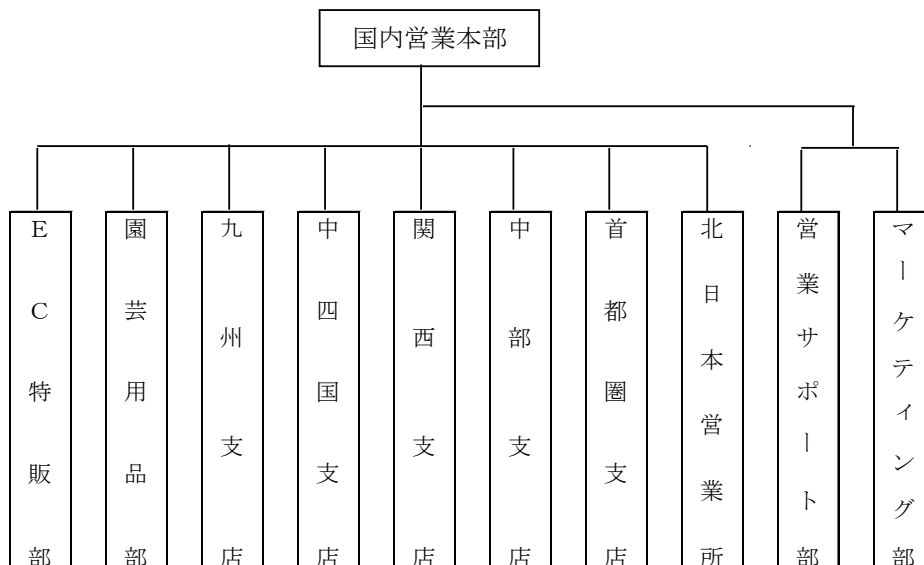 国内営業本部
EC特販部
園芸用品部
九州支店
中四国支店
関西支店
中部支店
首都圏支店
北日本営業所
営業サポート部
マーケティング部